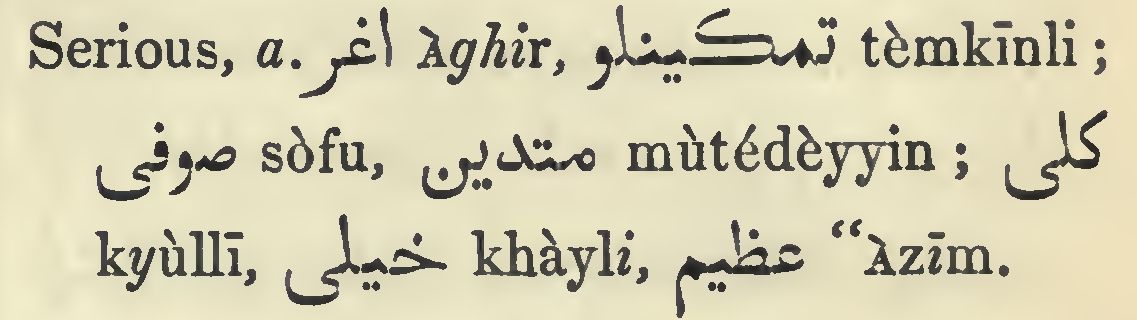 Serious, a. اغر Àghir, تمكينلو tèmkīnli ;
صوفى sòfu, متدين mùtédèyyin ; كلى
kyùllī, خيلى khàyli, عظيم “Àzīm.